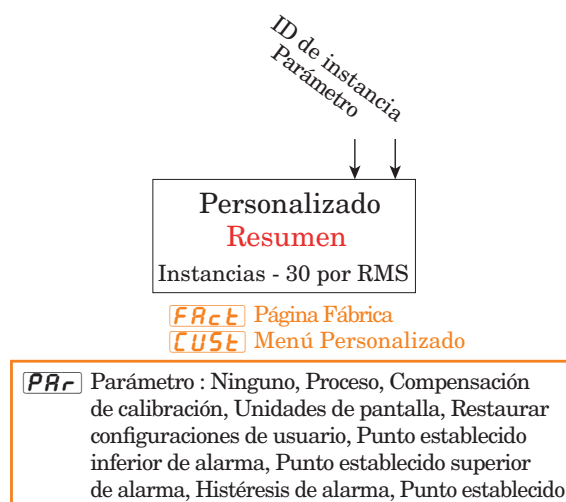 ID de instancia
Parámetro
Personalizado
Resumen
Instancias - 30 por RMS
FAct Página Fábrica
CUSt Menú Personalizado
PAr Parámetro : Ninguno, Proceso, Compensación
de calibración, Unidades de pantalla, Restaurar
configuraciones de usuario, Punto establecido
inferior de alarma, Punto establecido superior
de alarma, Histéresis de alarma, Punto establecido